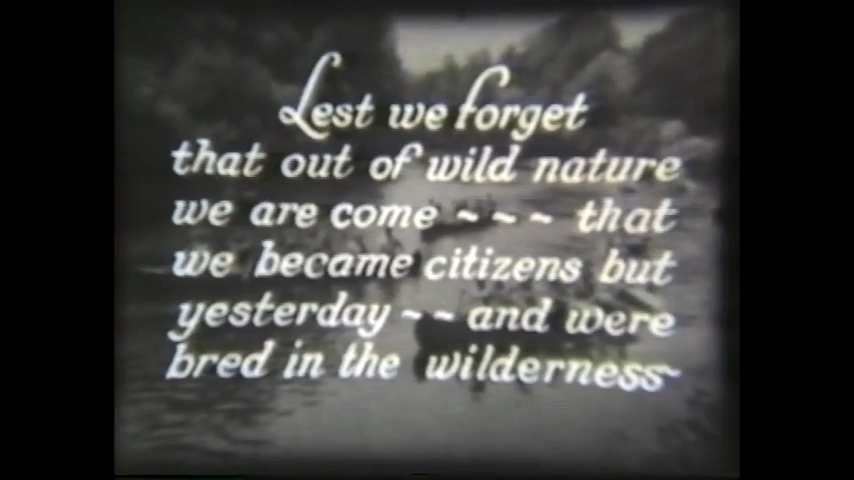 Lest we forget
that out of wild nature
we are come ~ ~ ~ that
we became citizens but
yesterday ~ ~ and were
bred in the wilderness~